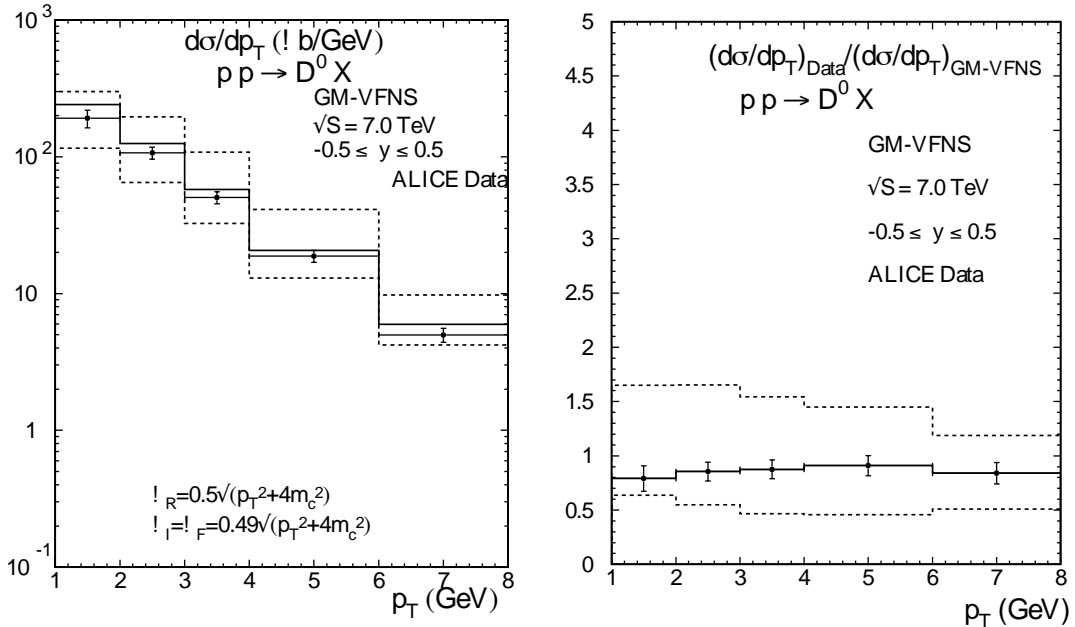 dσ/dp_T (! b/GeV)
p p → D^0 X
GM-VFNS
√S = 7.0 TeV
-0.5 ≤ y ≤ 0.5
ALICE Data
! _R=0.5√(p_T^2+4m_c^2)
! _I=! _F=0.49√(p_T^2+4m_c^2)
10^3
10^2
10
1
10^-1
1 2 3 4 5 6 7 8
p_T (GeV)
(dσ/dp_T)_Data/(dσ/dp_T)_GM-VFNS
p p → D^0 X
GM-VFNS
√S = 7.0 TeV
-0.5 ≤ y ≤ 0.5
ALICE Data
5
4.5
4
3.5
3
2.5
2
1.5
1
0.5
0
1 2 3 4 5 6 7 8
p_T (GeV)